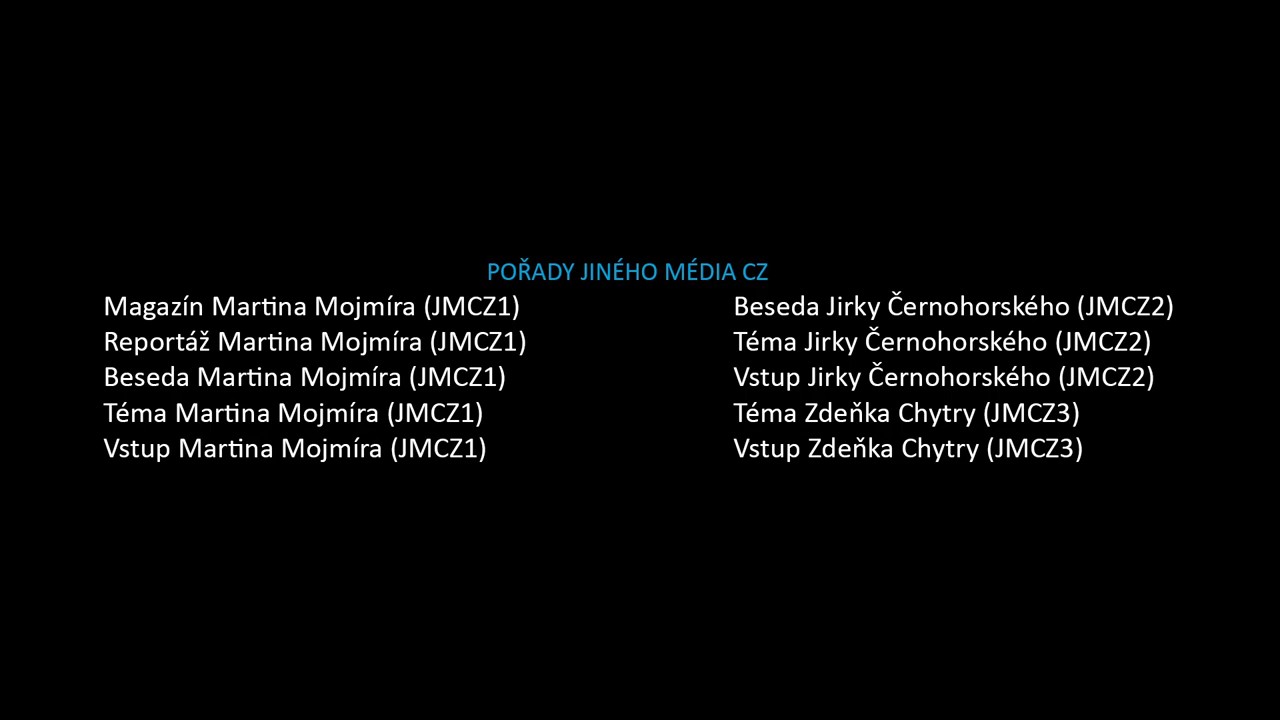 POŘADY JINÉHO MÉDIA CZ
Magazín Martina Mojmíra (JMCZ1)
Reportáž Martina Mojmíra (JMCZ1)
Beseda Martina Mojmíra (JMCZ1)
Téma Martina Mojmíra (JMCZ1)
Vstup Martina Mojmíra (JMCZ1)
Beseda Jirky Černohorského (JMCZ2)
Téma Jirky Černohorského (JMCZ2)
Vstup Jirky Černohorského (JMCZ2)
Téma Zdeňka Chytry (JMCZ3)
Vstup Zdeňka Chytry (JMCZ3)